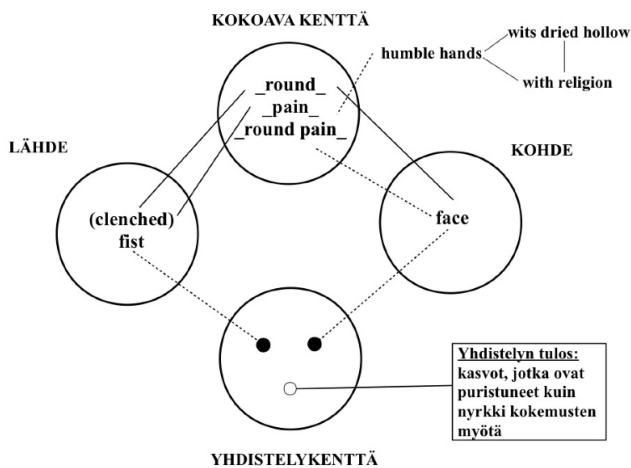 KOKOAVA KENTTÄ
wits dried hollow
humble hands
with religion
_round_
_pain_
_round pain_
LÄHDE
KOHDE
(clenched)
fist
face
Yhdistelyn tulos:
kasvot, jotka ovat
puristuneet kuin
nyrkki kokemusten
myötä
YHDISTELYKENTTÄ